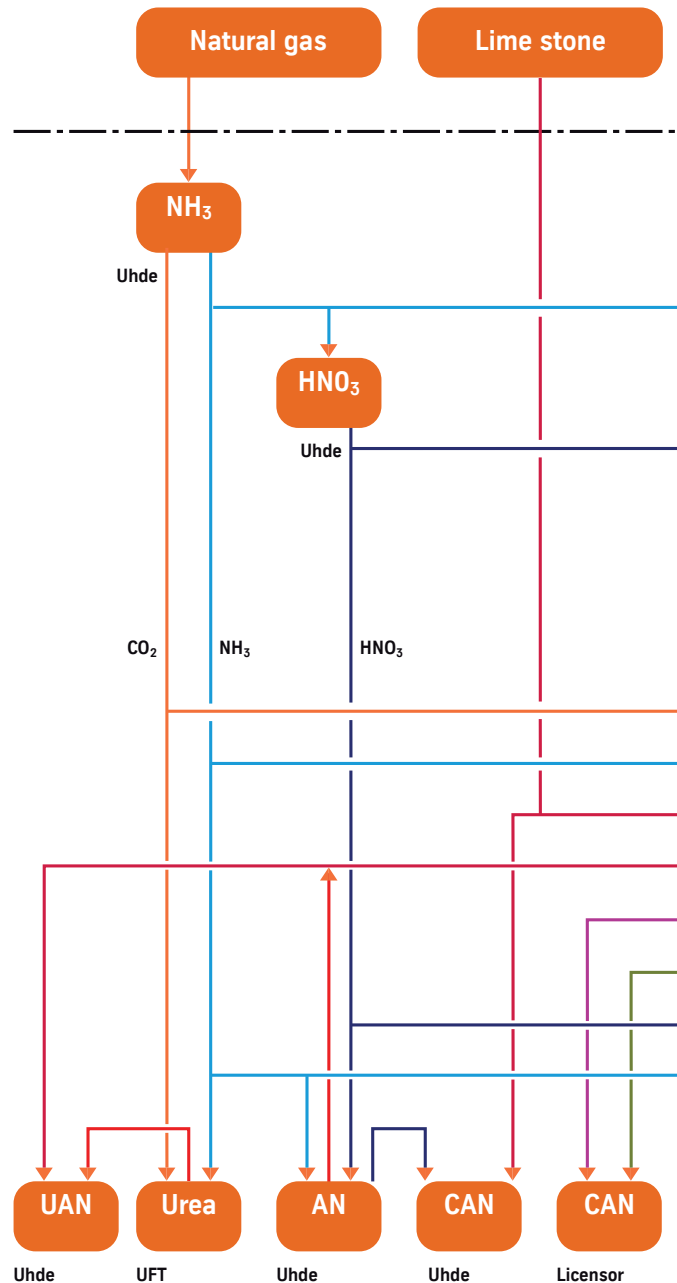 Natural gas
Lime stone
NH₃
Uhde
HNO₃
Uhde
CO₂
NH₃
HNO₃
UAN
Urea
AN
CAN
CAN
Uhde
UFT
Uhde
Uhde
Licensor